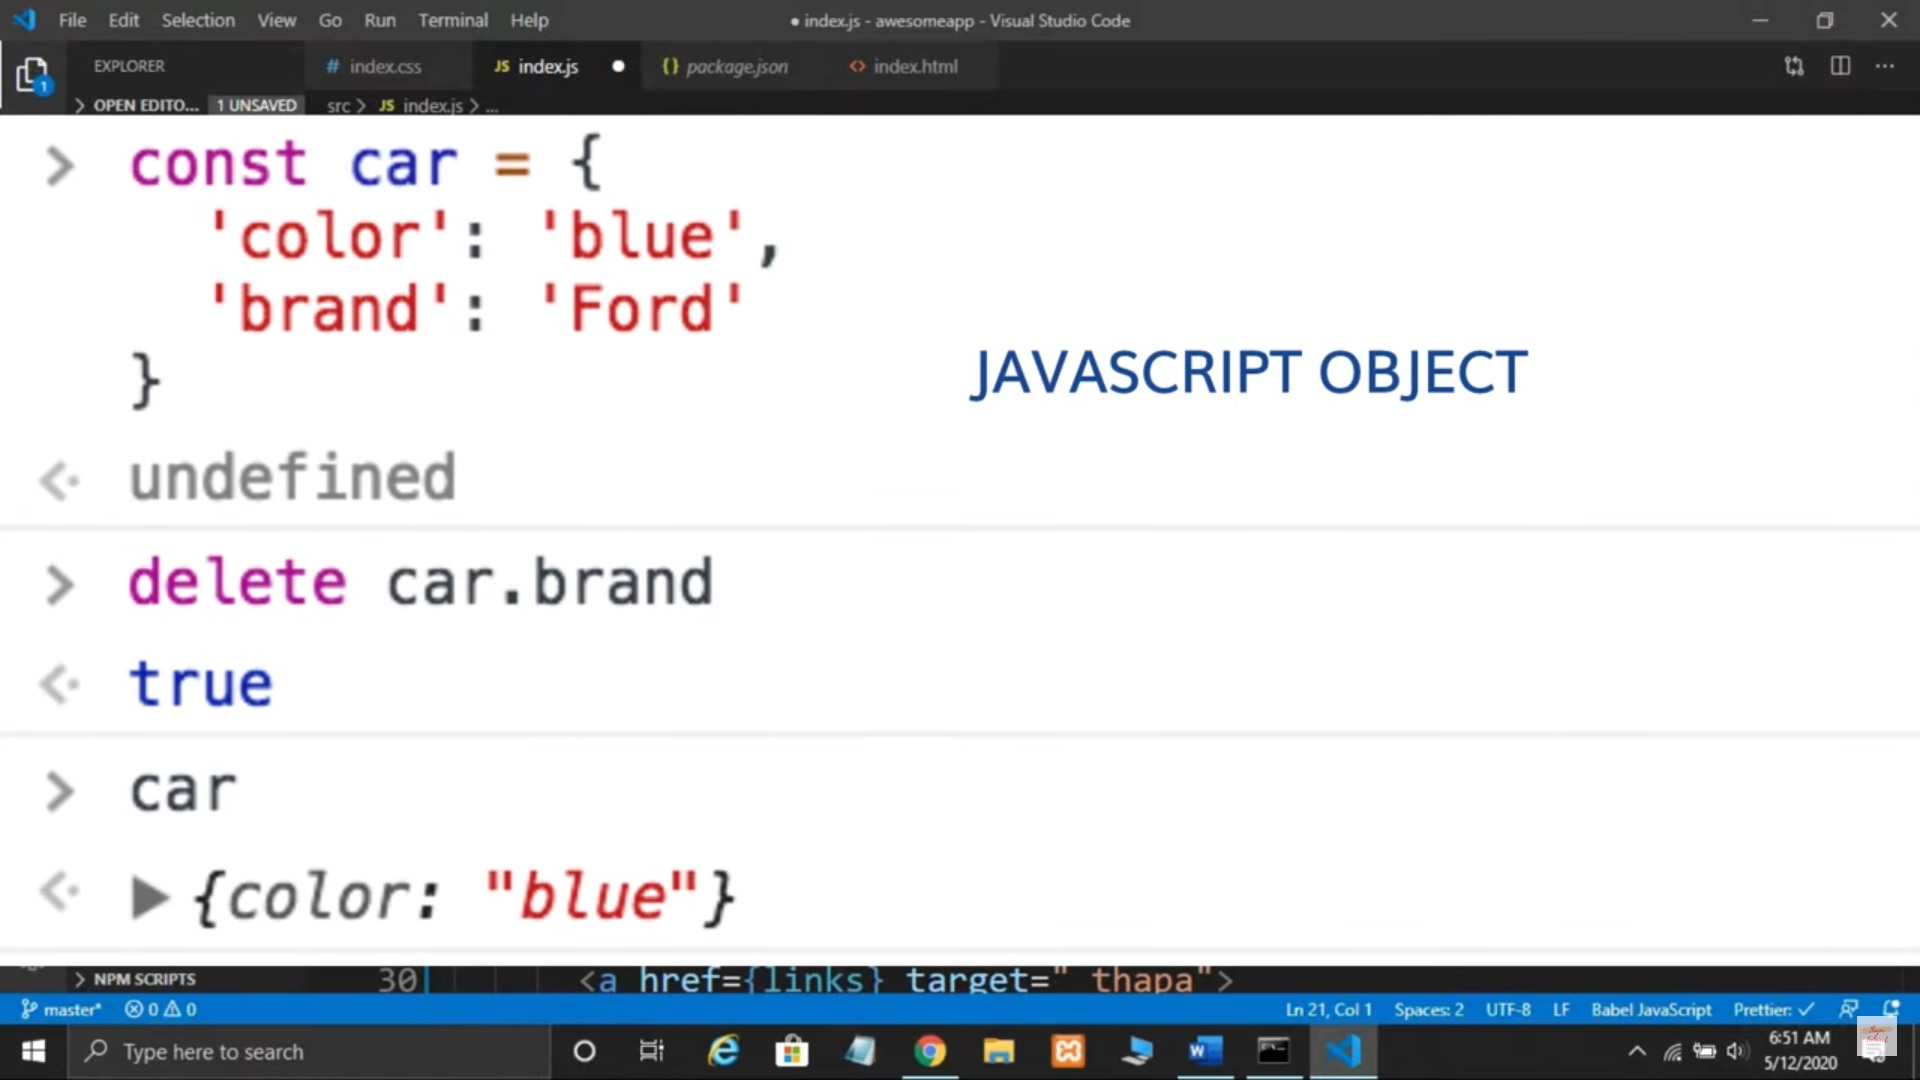 File Edit Selection View Go Run Terminal Help ● index.js - awesomeapp - Visual Studio Code
EXPLORER # index.css JS index.js ● {} package.json <> index.html
1
> OPEN EDITO... 1 UNSAVED src > JS index.js > ...
> const car = {
'color': 'blue',
'brand': 'Ford'
}
JAVASCRIPT OBJECT
undefined
> delete car.brand
true
> car
▶ {color: "blue"}
> NPM SCRIPTS 30 <a href={links} target=" thapa">
master* 0 0 Ln 21, Col 1 Spaces: 2 UTF-8 LF Babel JavaScript Prettier: ✓
Type here to search 6:51 AM
5/12/2020